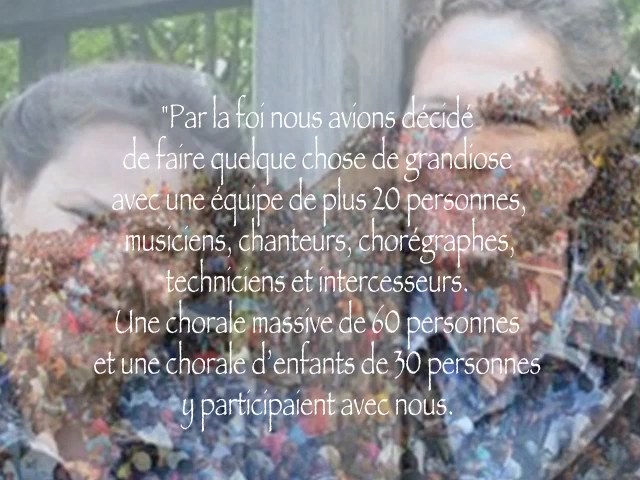 "Par la foi nous avions décidé
de faire quelque chose de grandiose
avec une équipe de plus 20 personnes,
musiciens, chanteurs, chorégraphes,
techniciens et intercesseurs.
Une chorale massive de 60 personnes
et une chorale d'enfants de 30 personnes
y participaient avec nous.